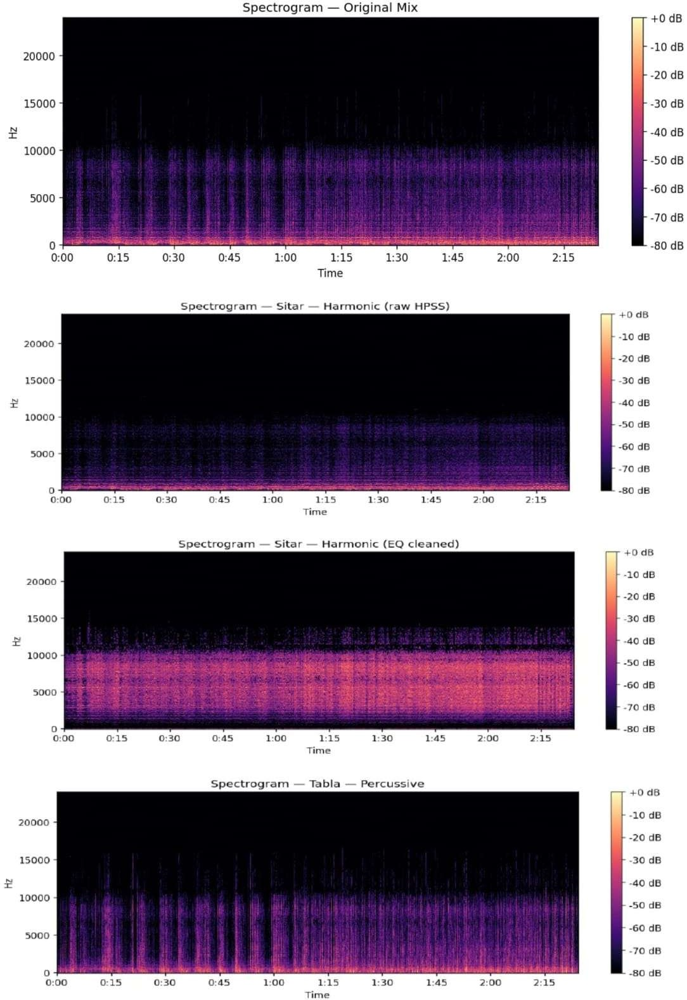 Spectrogram — Original Mix
+0 dB
-10 dB
-20 dB
-30 dB
-40 dB
-50 dB
-60 dB
-70 dB
-80 dB
20000
15000
10000
5000
0
Hz
0:00 0:15 0:30 0:45 1:00 1:15 1:30 1:45 2:00 2:15
Time
Spectrogram — Sitar — Harmonic (raw HPSS)
+0 dB
-10 dB
-20 dB
-30 dB
-40 dB
-50 dB
-60 dB
-70 dB
-80 dB
20000
15000
10000
5000
0
Hz
0:00 0:15 0:30 0:45 1:00 1:15 1:30 1:45 2:00 2:15
Time
Spectrogram — Sitar — Harmonic (EQ cleaned)
+0 dB
-10 dB
-20 dB
-30 dB
-40 dB
-50 dB
-60 dB
-70 dB
-80 dB
20000
15000
10000
5000
0
Hz
0:00 0:15 0:30 0:45 1:00 1:15 1:30 1:45 2:00 2:15
Time
Spectrogram — Tabla — Percussive
+0 dB
-10 dB
-20 dB
-30 dB
-40 dB
-50 dB
-60 dB
-70 dB
-80 dB
20000
15000
10000
5000
0
Hz
0:00 0:15 0:30 0:45 1:00 1:15 1:30 1:45 2:00 2:15
Time